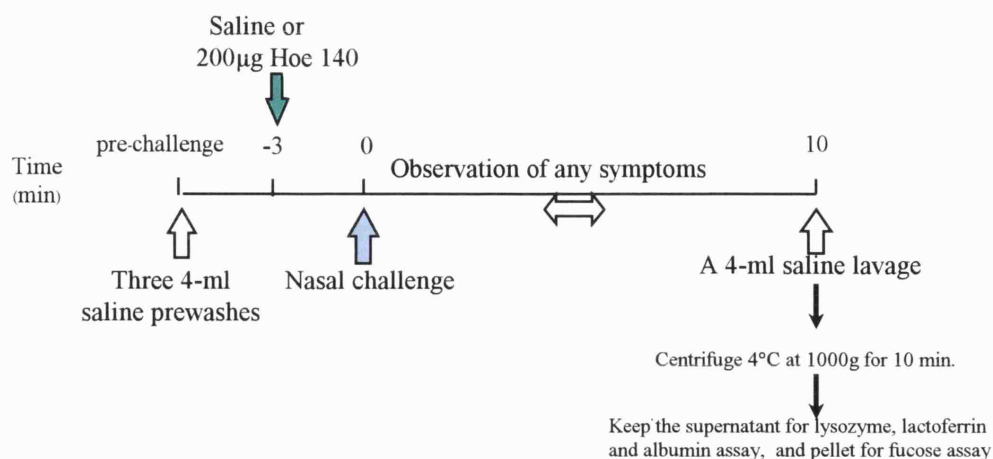 Saline or
200µg Hoe 140
pre-challenge -3 0 10
Time
(min)
Observation of any symptoms
Three 4-ml
saline prewashes
Nasal challenge
A 4-ml saline lavage
Centrifuge 4°C at 1000g for 10 min.
Keep the supernatant for lysozyme, lactoferrin
and albumin assay, and pellet for fucose assay